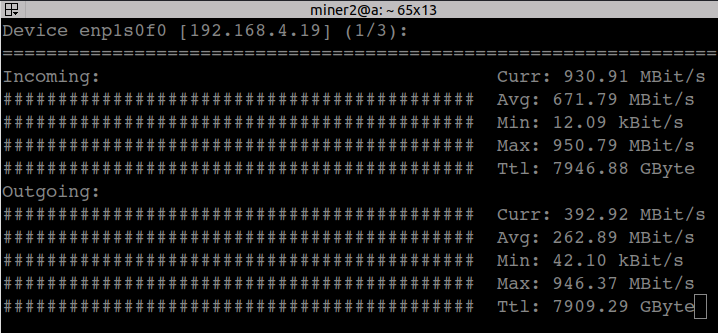 miner2@a: ~ 65x13
Device enp1s0f0 [192.168.4.19] (1/3):
=================================================================
Incoming: Curr: 930.91 MBit/s
########################################### Avg: 671.79 MBit/s
########################################### Min: 12.09 kBit/s
########################################### Max: 950.79 MBit/s
########################################### Ttl: 7946.88 GByte
Outgoing:
########################################### Curr: 392.92 MBit/s
########################################### Avg: 262.89 MBit/s
########################################### Min: 42.10 kBit/s
########################################### Max: 946.37 MBit/s
########################################### Ttl: 7909.29 GByte